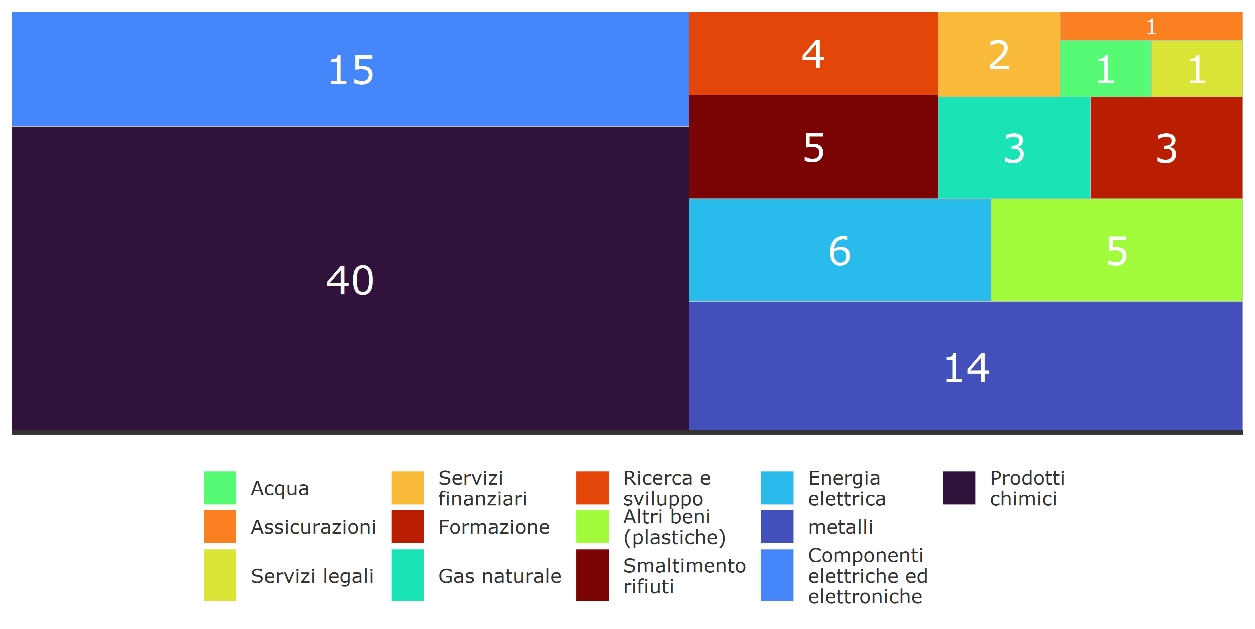 15
4
2
1
1
1
5
3
3
40
6
5
14
Acqua
Assicurazioni
Servizi legali
Servizi
finanziari
Formazione
Gas naturale
Ricerca e
sviluppo
Altri beni
(plastiche)
Smaltimento
rifiuti
Energia
elettrica
metalli
Componenti
elettriche ed
elettroniche
Prodotti
chimici